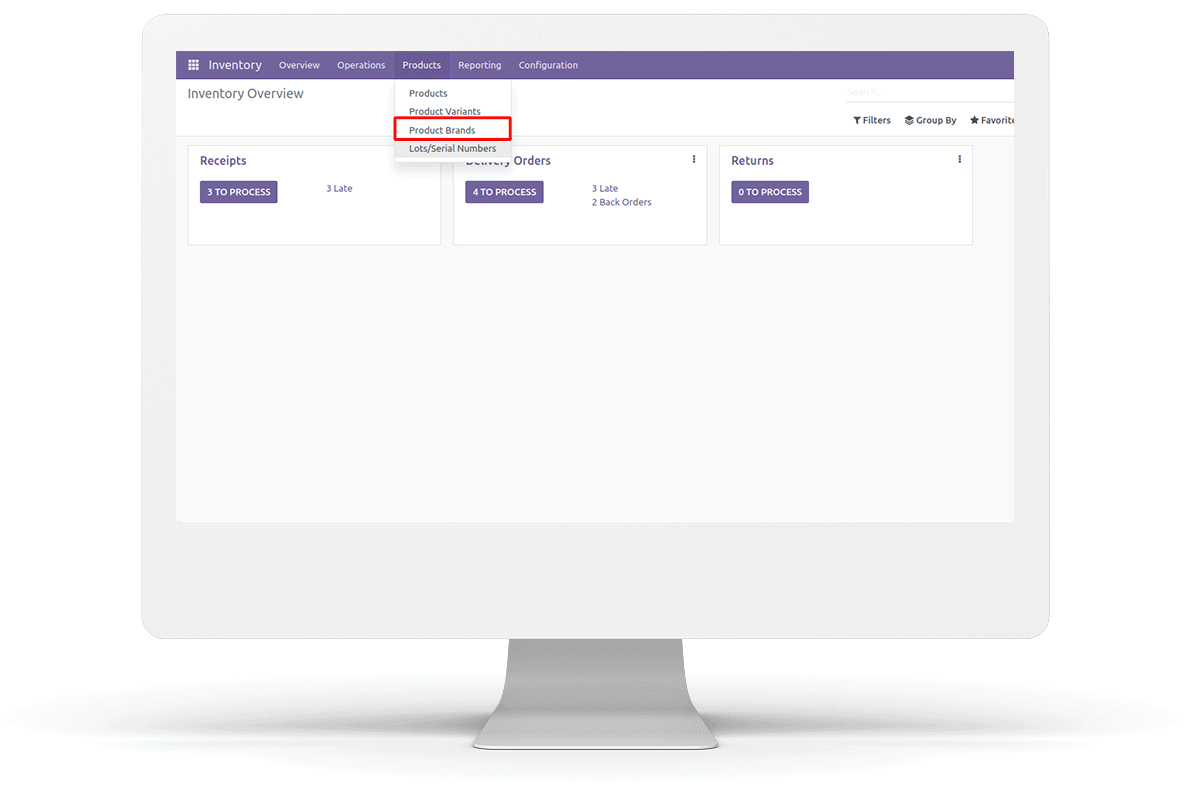 Inventory Overview Operations Products Reporting Configuration
Inventory Overview
Search...
Products
Product Variants
Product Brands
Lots/Serial Numbers
Filters Group By Favorite
Receipts
3 TO PROCESS
3 Late
Delivery Orders
4 TO PROCESS
3 Late
2 Back Orders
Returns
0 TO PROCESS